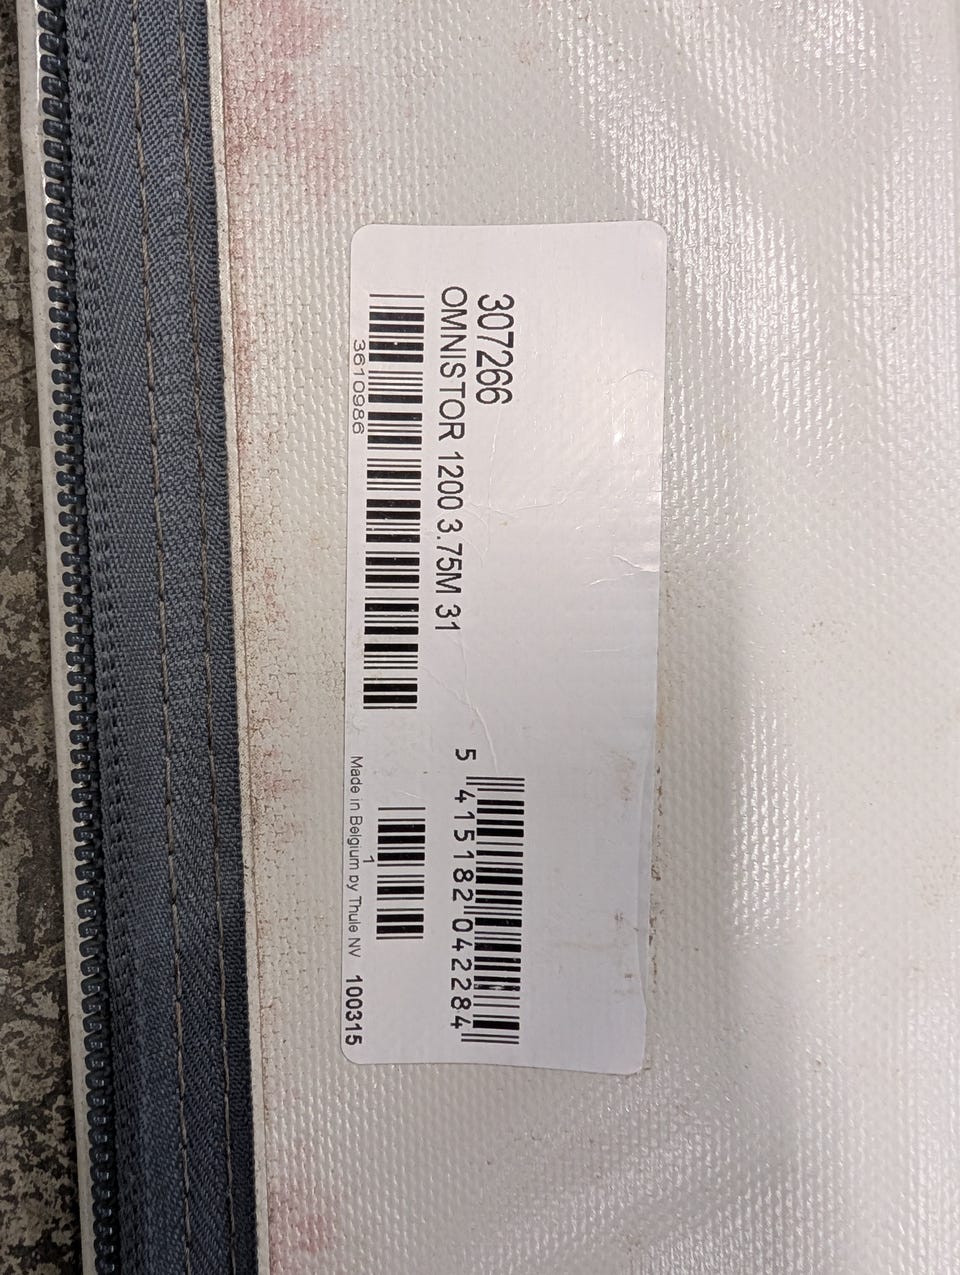 307266
OMNISTOR 1200 3.75M 31
3610986
5 415182 042284
1
Made in Belgium by Thule NV 100315